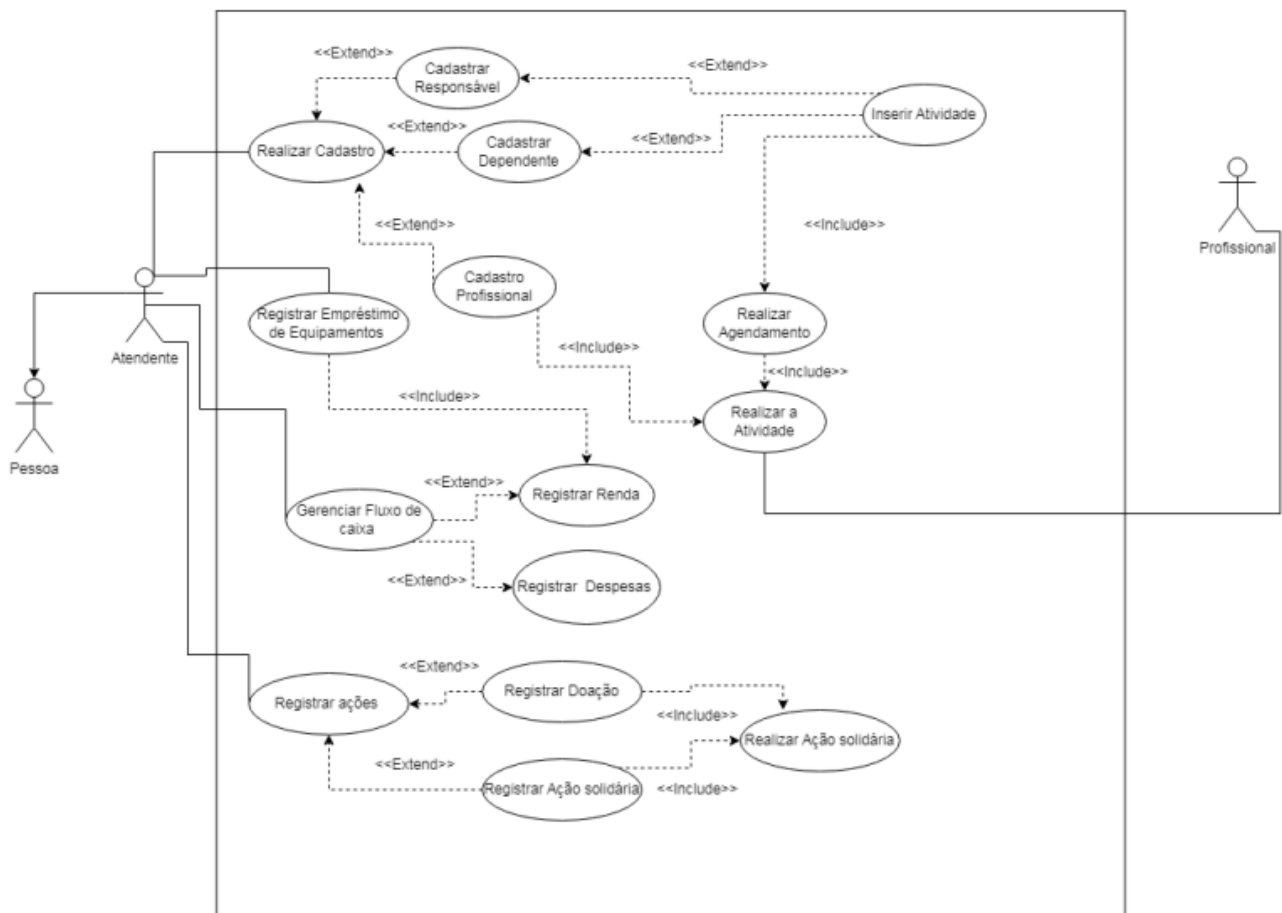 <<Extend>>
Cadastrar
Responsável
<<Extend>>
Inserir Atividade
<<Extend>>
Realizar Cadastro
Cadastrar
Dependente
<<Extend>>
<<Extend>>
<<Include>>
Profissional
Cadastro
Profissional
Registrar Empréstimo
de Equipamentos
Realizar
Agendamento
Atendente
<<Include>>
<<Include>>
<<Include>>
Realizar a
Atividade
Pessoa
<<Extend>>
Registrar Renda
Gerenciar Fluxo de
caixa
<<Extend>>
Registrar Despesas
<<Extend>>
Registrar Doação
Registrar ações
<<Include>>
Realizar Ação solidária
<<Extend>>
Registrar Ação solidária
<<Include>>